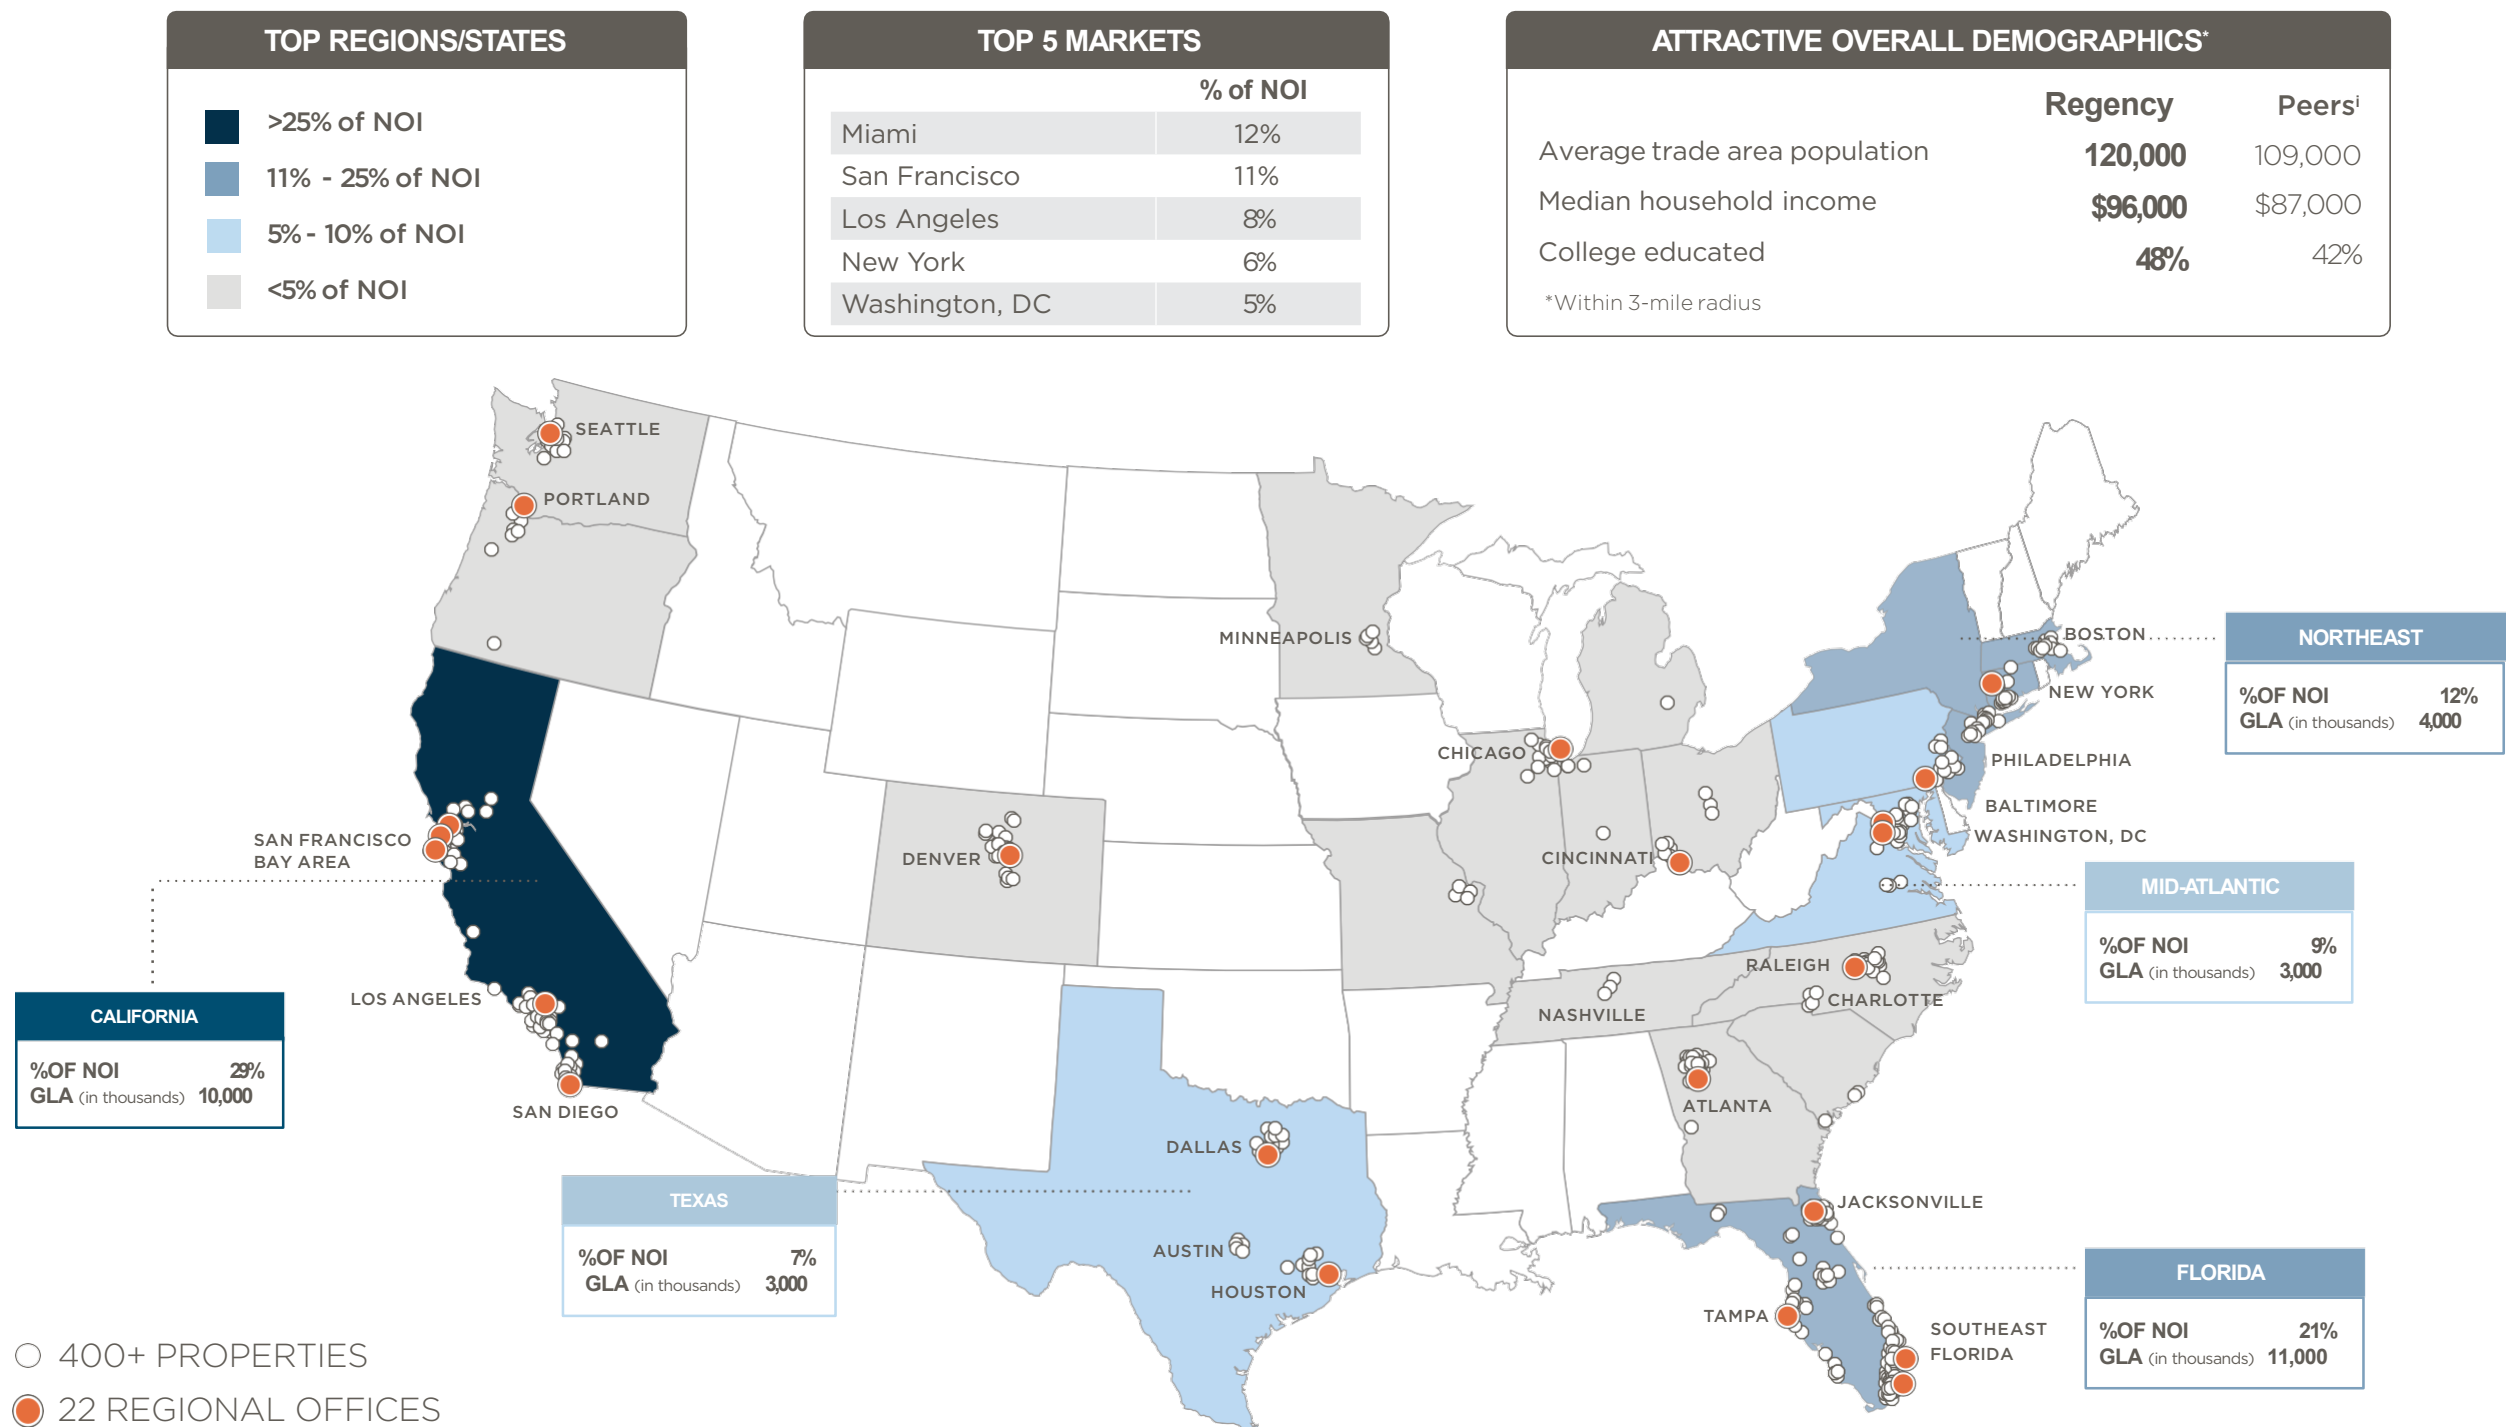 TOP REGIONS/STATES
>25% of NOI
11% - 25% of NOI
5% - 10% of NOI
<5% of NOI
TOP 5 MARKETS
% of NOI
Miami 12%
San Francisco 11%
Los Angeles 8%
New York 6%
Washington, DC 5%
ATTRACTIVE OVERALL DEMOGRAPHICS*
Regency Peersⁱ
Average trade area population 120,000 109,000
Median household income $96,000 $87,000
College educated 48% 42%
*Within 3-mile radius
SEATTLE
PORTLAND
MINNEAPOLIS
BOSTON
NEW YORK
CHICAGO
PHILADELPHIA
BALTIMORE
WASHINGTON, DC
SAN FRANCISCO
BAY AREA
DENVER
CINCINNATI
RALEIGH
CHARLOTTE
NASHVILLE
LOS ANGELES
SAN DIEGO
ATLANTA
DALLAS
AUSTIN
HOUSTON
JACKSONVILLE
TAMPA
SOUTHEAST
FLORIDA
NORTHEAST
%OF NOI 12%
GLA (in thousands) 4,000
MID-ATLANTIC
%OF NOI 9%
GLA (in thousands) 3,000
CALIFORNIA
%OF NOI 29%
GLA (in thousands) 10,000
TEXAS
%OF NOI 7%
GLA (in thousands) 3,000
FLORIDA
%OF NOI 21%
GLA (in thousands) 11,000
400+ PROPERTIES
22 REGIONAL OFFICES